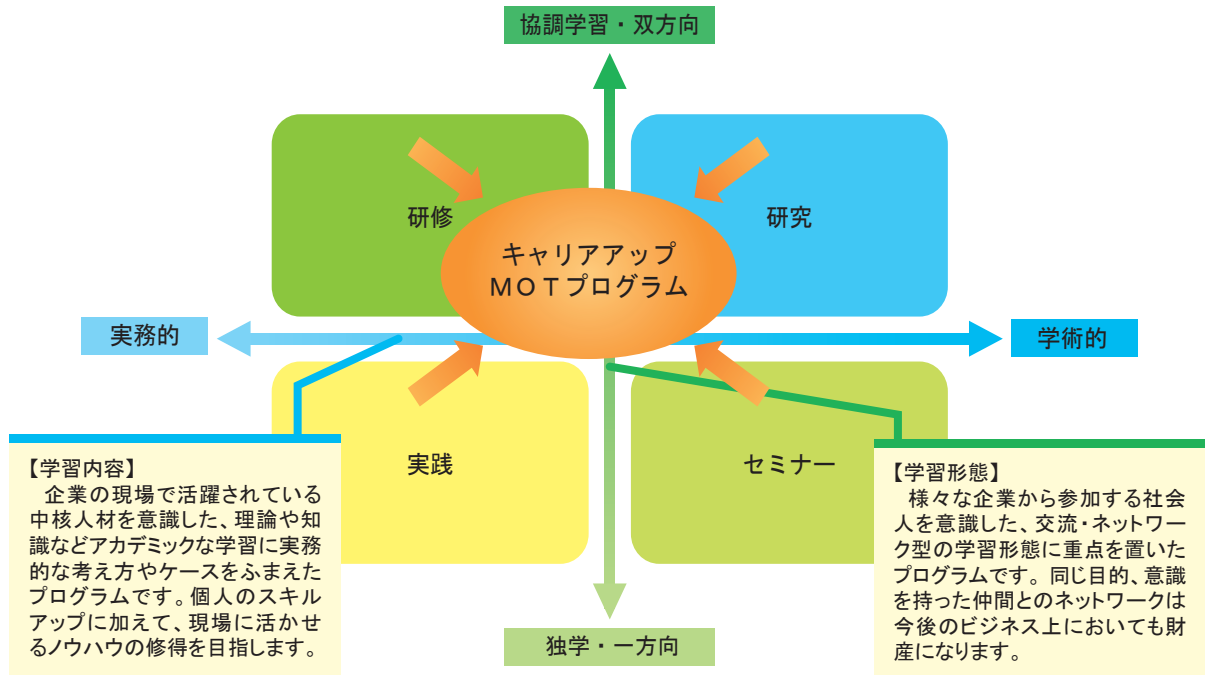 協調学習・双方向
研修
研究
キャリアアップ
MOTプログラム
実務的
学術的
実践
セミナー
【学習内容】
　企業の現場で活躍されている
中核人材を意識した、理論や知
識などアカデミックな学習に実務
的な考え方やケースをふまえた
プログラムです。個人のスキル
アップに加えて、現場に活かせ
るノウハウの修得を目指します。
【学習形態】
　様々な企業から参加する社会
人を意識した、交流・ネットワー
ク型の学習形態に重点を置いた
プログラムです。同じ目的、意識
を持った仲間とのネットワークは
今後のビジネス上においても財
産になります。
独学・一方向